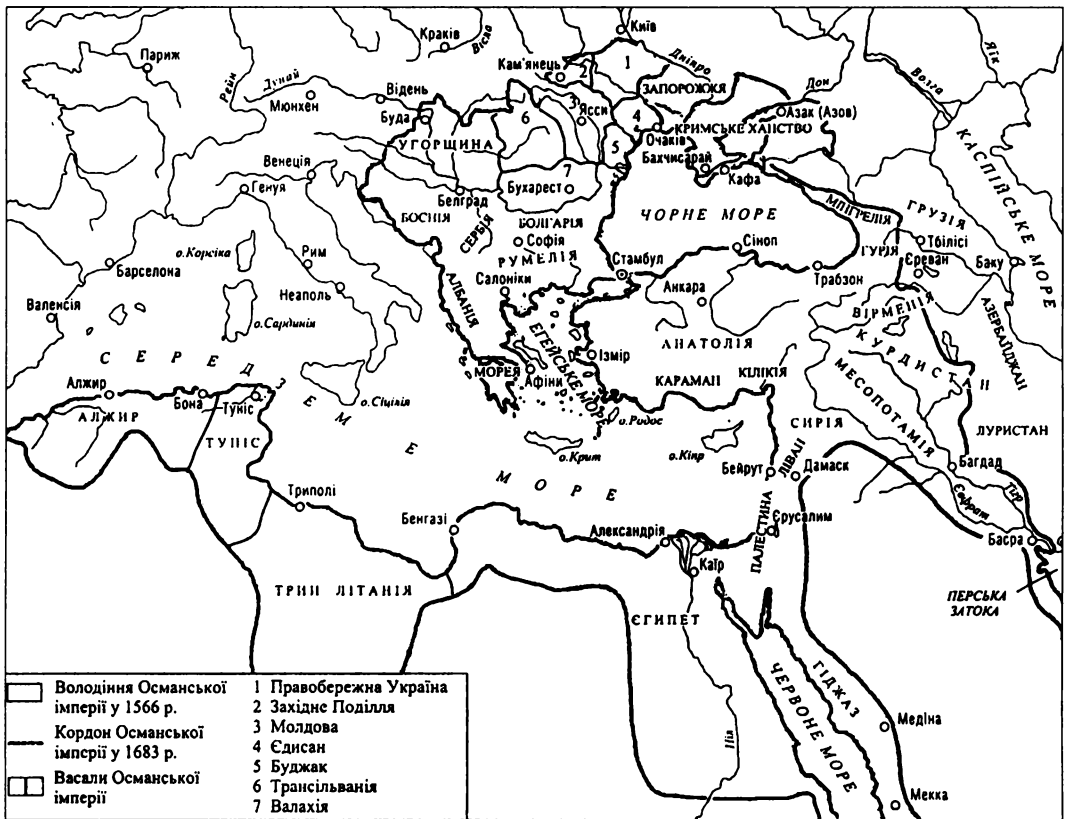 Київ
Краків
Вісла
Париж
Рейн
Дунай
Мюнхен
Відень
Буда
Кам'янець
2
1
Дніпро
ЗАПОРОЖЖЯ
Дон
Волга
Яїк
Азак (Азов)
КРИМСЬКЕ ХАНСТВО
3
Ясси
4
Очаків
6
5
УГОРЩИНА
Бахчисарай
Кафа
7
Бухарест
Венеція
Генуя
Белград
БОСНІЯ
СЕРБІЯ
БОЛГАРІЯ
Софія
РУМЕЛІЯ
ЧОРНЕ МОРЕ
МІНГРЕЛІЯ
ГРУЗІЯ
КАСПІЙСЬКЕ МОРЕ
ГУРІЯ
Тбілісі
Єреван
Баку
Сіноп
Трабзон
Стамбул
Анкара
о.Корсіка
Рим
Барселона
Неаполь
АЛБАНІЯ
Салоніки
Валенсія
о.Сардинія
ЕГЕЙСЬКЕ МОРЕ
Ізмір
АНАТОЛІЯ
ВІРМЕНІЯ
АЗЕРБАЙДЖАН
КУРДИСТАН
МЕСОПОТАМІЯ
СЕРЕДЗЕМ Е МОРЕ
Алжир
АЛЖИР
Бона
Туніс
ТУНІС
о.Сіцілія
МОРЕЯ
Афіни
КАРАМАН
КІЛІКІЯ
о.Родос
о.Крит
о.Кіпр
СИРІЯ
ЛУРИСТАН
Багдад
Тигр
Євфрат
Бейрут
ЛІВАН
Дамаск
Триполі
Бенгазі
Александрія
ПАЛЕСТИНА
Єрусалим
Басра
Каїр
ТРИПОЛІТАНІЯ
ЄГИПЕТ
ПЕРСЬКА
ЗАТОКА
ЧЕРВОНЕ МОРЕ
ГІДЖАЗ
Ніл
Медіна
Мекка
Володіння Османської
імперії у 1566 р.
Кордон Османської
імперії у 1683 р.
Васали Османської
імперії
1 Правобережна Україна
2 Західне Поділля
3 Молдова
4 Єдисан
5 Буджак
6 Трансільванія
7 Валахія